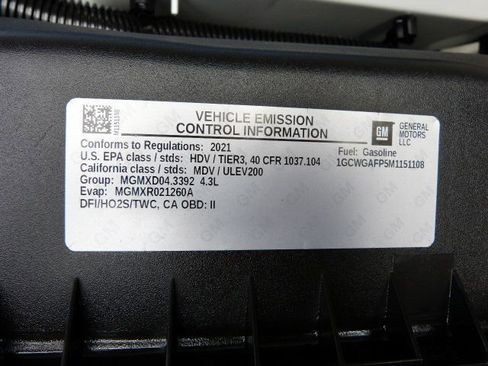 VEHICLE EMISSION
CONTROL INFORMATION
GM
GENERAL
MOTORS
LLC
Conforms to Regulations: 2021
Fuel: Gasoline
U.S. EPA class / stds: HDV / TIER3, 40 CFR 1037.104
1GCWGAFP5M1151108
California class / stds: MDV / ULEV200
Group: MGMXD04.3392 4.3L
Evap: MGMXR021260A
DFI/HO2S/TWC, CA OBD: II